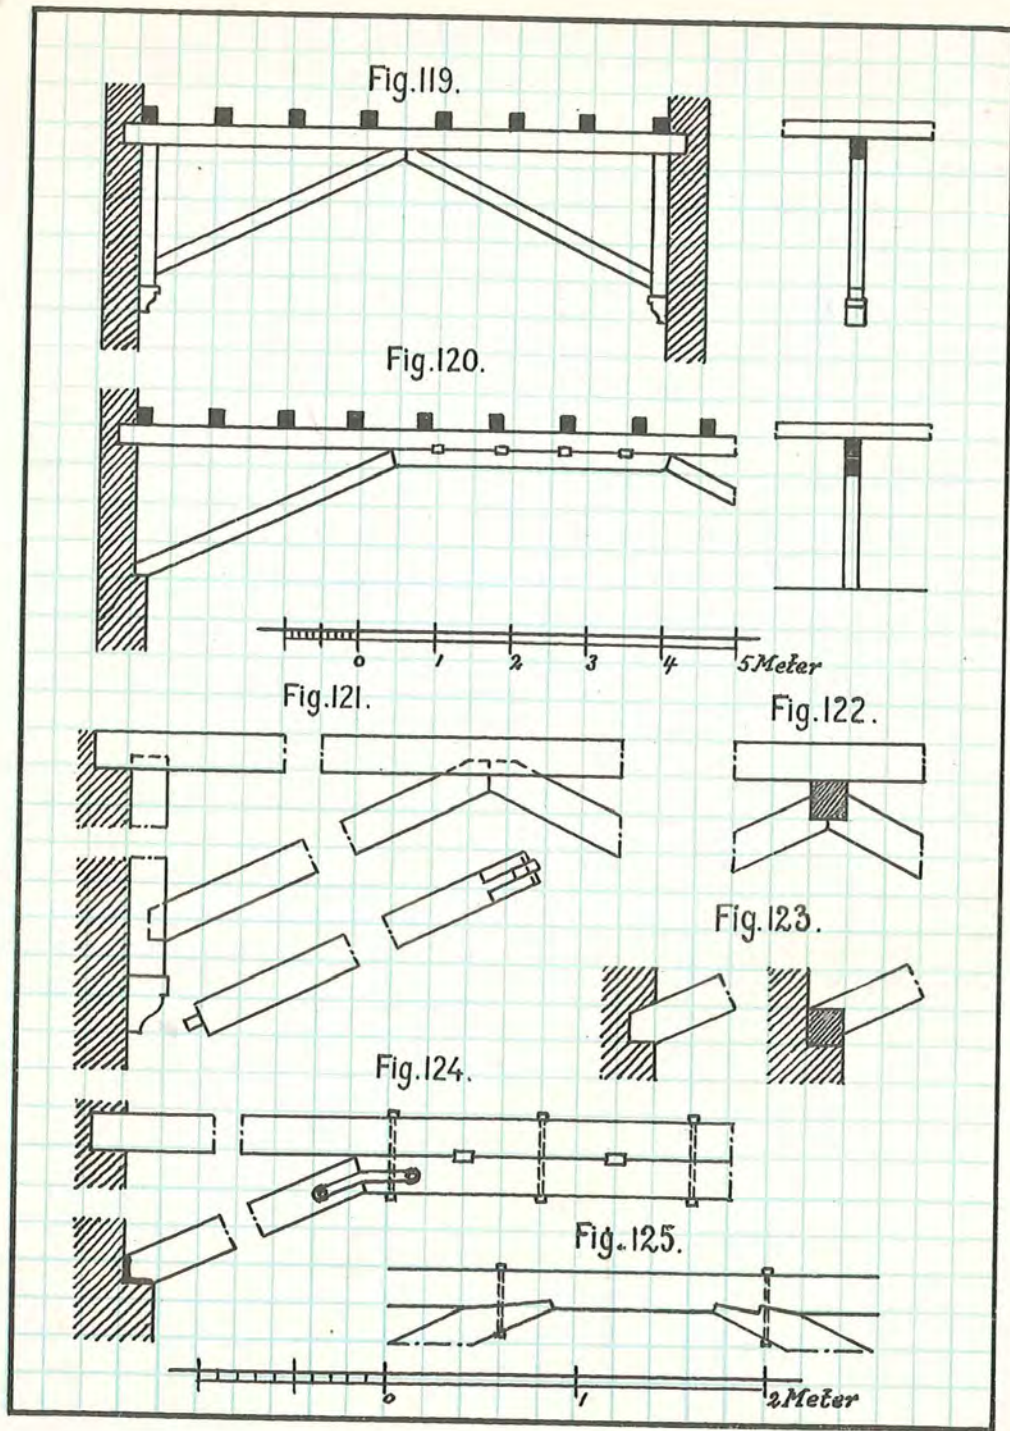 Fig.119.
Fig.120.
0 1 2 3 4 5 Meter
Fig.121.
Fig.122.
Fig.123.
Fig.124.
Fig.125.
0 1 2 Meter